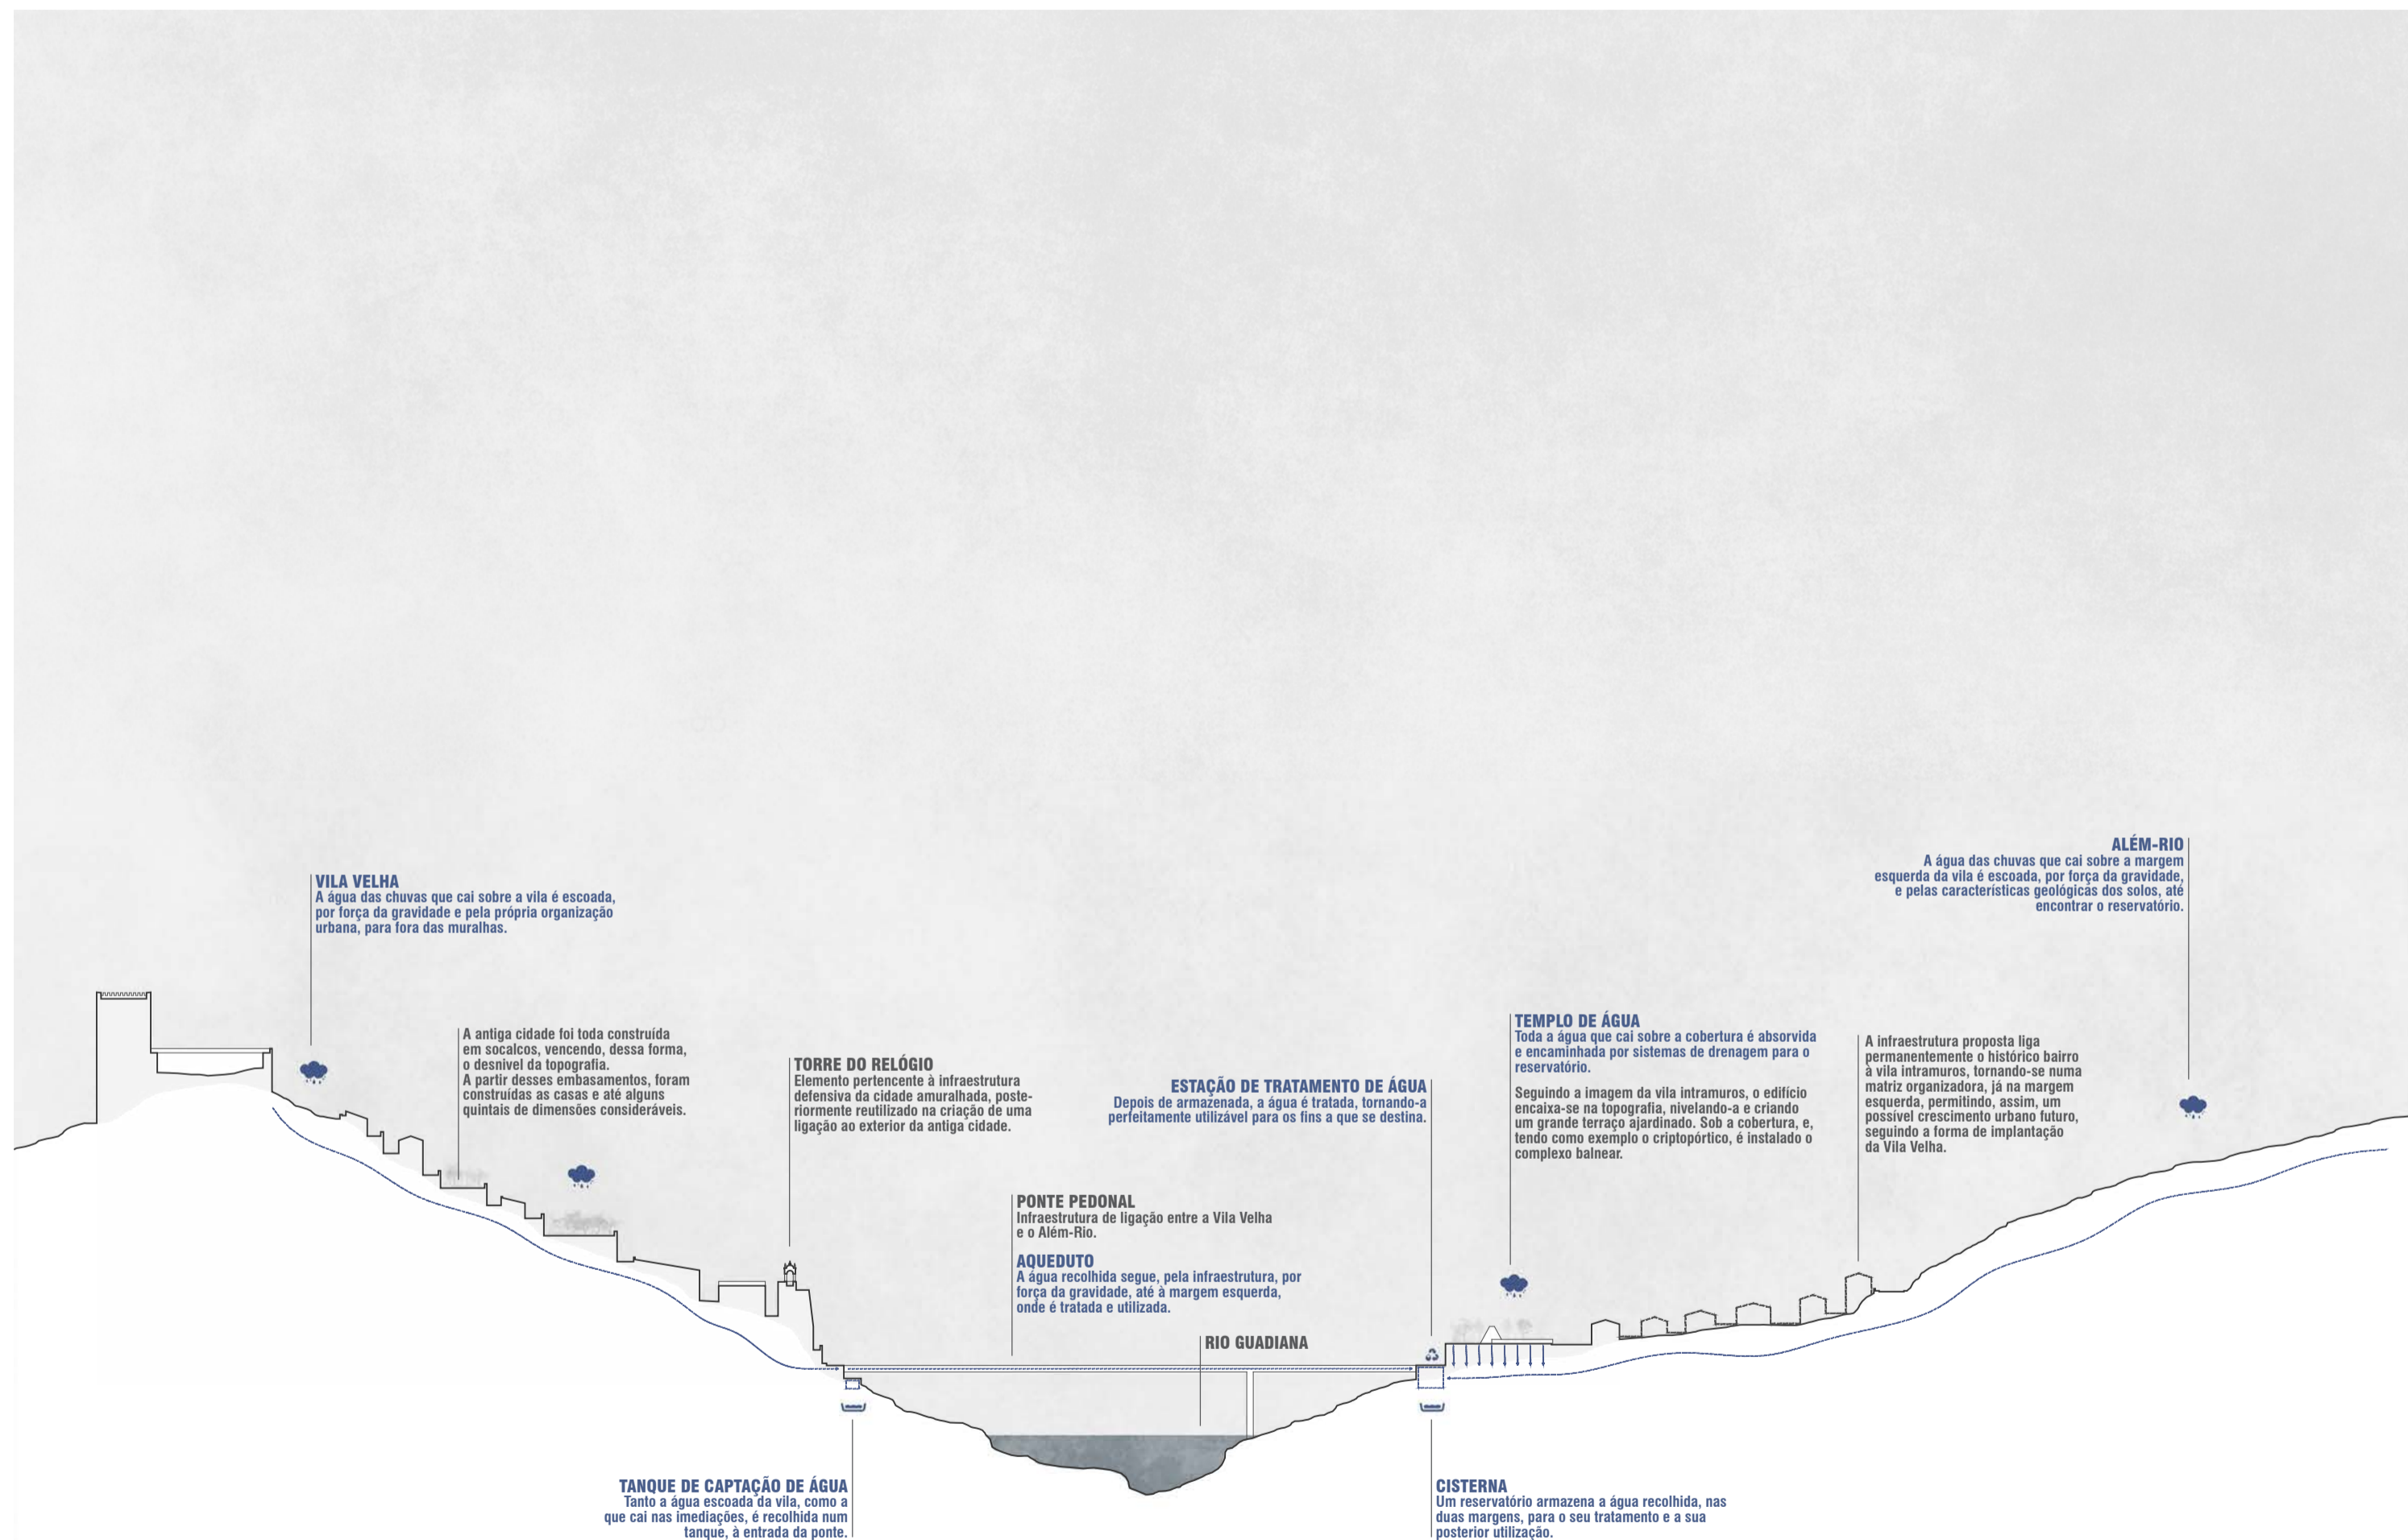 VILA VELHA
A água das chuvas que cai sobre a vila é escoada,
por força da gravidade e pela própria organização
urbana, para fora das muralhas.
A antiga cidade foi toda construída
em socalcos, vencendo, dessa forma,
o desnivel da topografia.
A partir desses embasamentos, foram
construídas as casas e até alguns
quintais de dimensões consideráveis.
TORRE DO RELÓGIO
Elemento pertencente à infraestrutura
defensiva da cidade amuralhada, poste-
riormente reutilizado na criação de uma
ligação ao exterior da antiga cidade.
PONTE PEDONAL
Infraestrutura de ligação entre a Vila Velha
e o Além-Rio.
AQUEDUTO
A água recolhida segue, pela infraestrutura, por
força da gravidade, até à margem esquerda,
onde é tratada e utilizada.
RIO GUADIANA
ESTAÇÃO DE TRATAMENTO DE ÁGUA
Depois de armazenada, a água é tratada, tornando-a
perfeitamente utilizável para os fins a que se destina.
TEMPLO DE ÁGUA
Toda a água que cai sobre a cobertura é absorvida
e encaminhada por sistemas de drenagem para o
reservatório.
Seguindo a imagem da vila intramuros, o edifício
encaixa-se na topografia, nivelando-a e criando
um grande terraço ajardinado. Sob a cobertura, e,
tendo como exemplo o criptopórtico, é instalado o
complexo balnear.
A infraestrutura proposta liga
permanentemente o histórico bairro
à vila intramuros, tornando-se numa
matriz organizadora, já na margem
esquerda, permitindo, assim, um
possível crescimento urbano futuro,
seguindo a forma de implantação
da Vila Velha.
ALÉM-RIO
A água das chuvas que cai sobre a margem
esquerda da vila é escoada, por força da gravidade,
e pelas características geológicas dos solos, até
encontrar o reservatório.
TANQUE DE CAPTAÇÃO DE ÁGUA
Tanto a água escoada da vila, como a
que cai nas imediações, é recolhida num
tanque, à entrada da ponte.
CISTERNA
Um reservatório armazena a água recolhida, nas
duas margens, para o seu tratamento e a sua
posterior utilização.